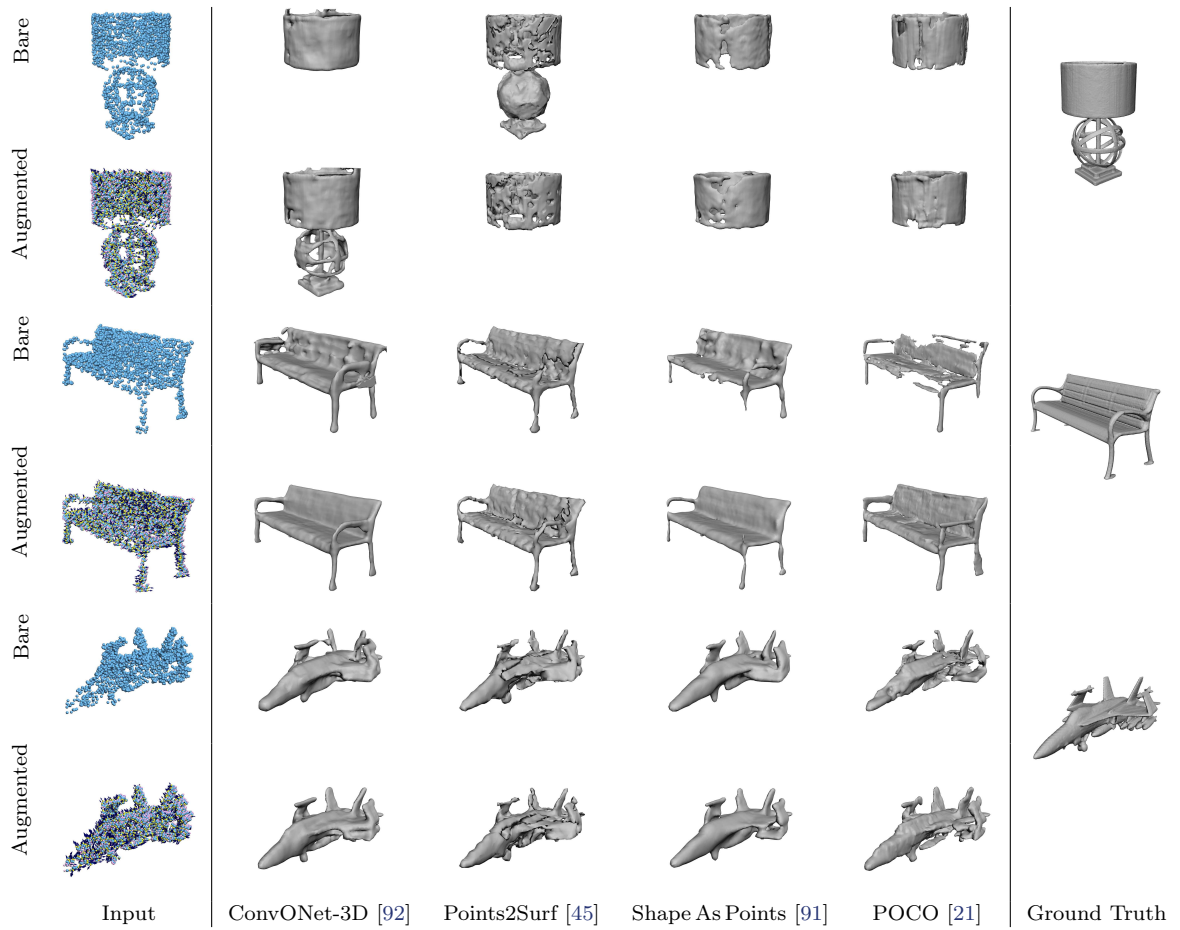 Bare
Augmented
Bare
Augmented
Bare
Augmented
Input ConvONet-3D [92] Points2Surf [45] Shape As Points [91] POCO [21] Ground Truth